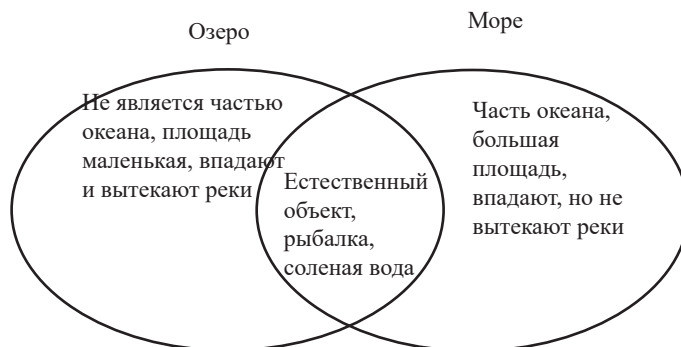 Озеро
Море
Не является частью
океана, площадь
маленькая, впадают
и вытекают реки
Естественный
объект,
рыбалка,
соленая вода
Часть океана,
большая
площадь,
впадают, но не
вытекают реки